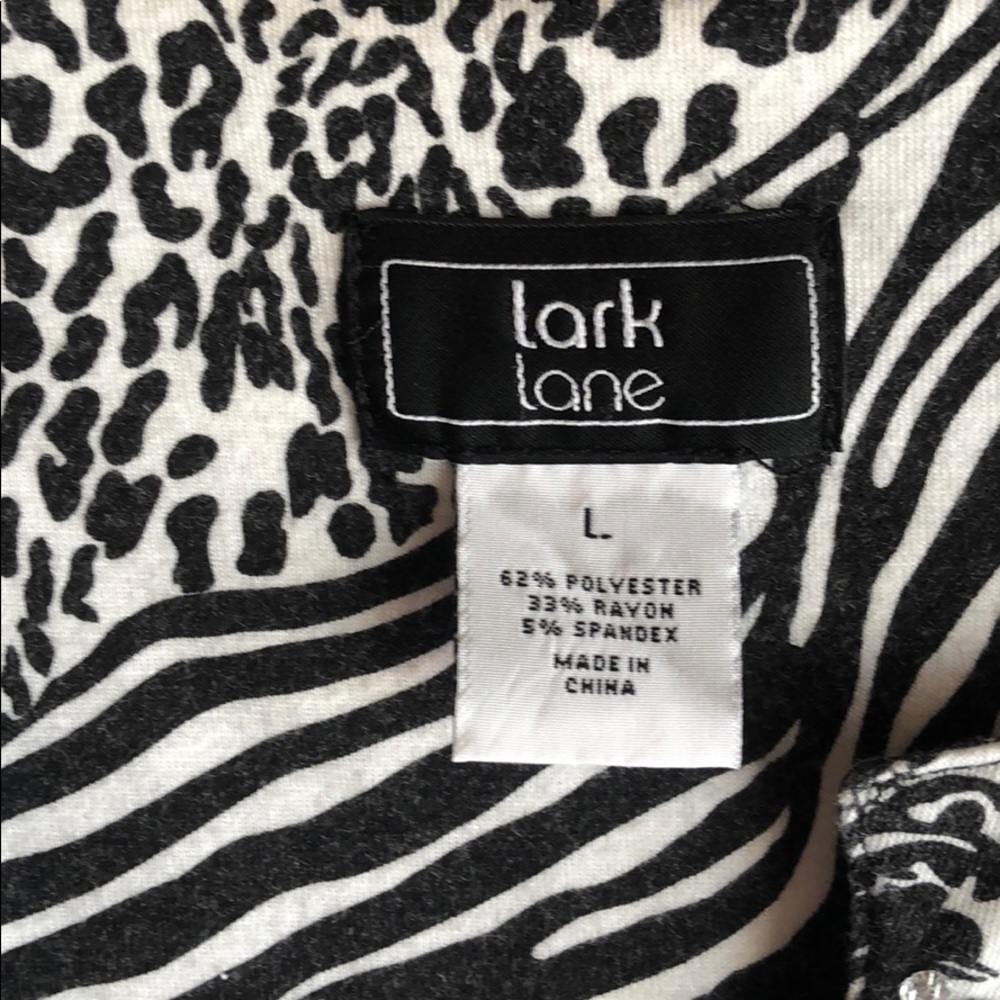 lark
lane
L
62% POLYESTER
33% RAYON
5% SPANDEX
MADE IN
CHINA